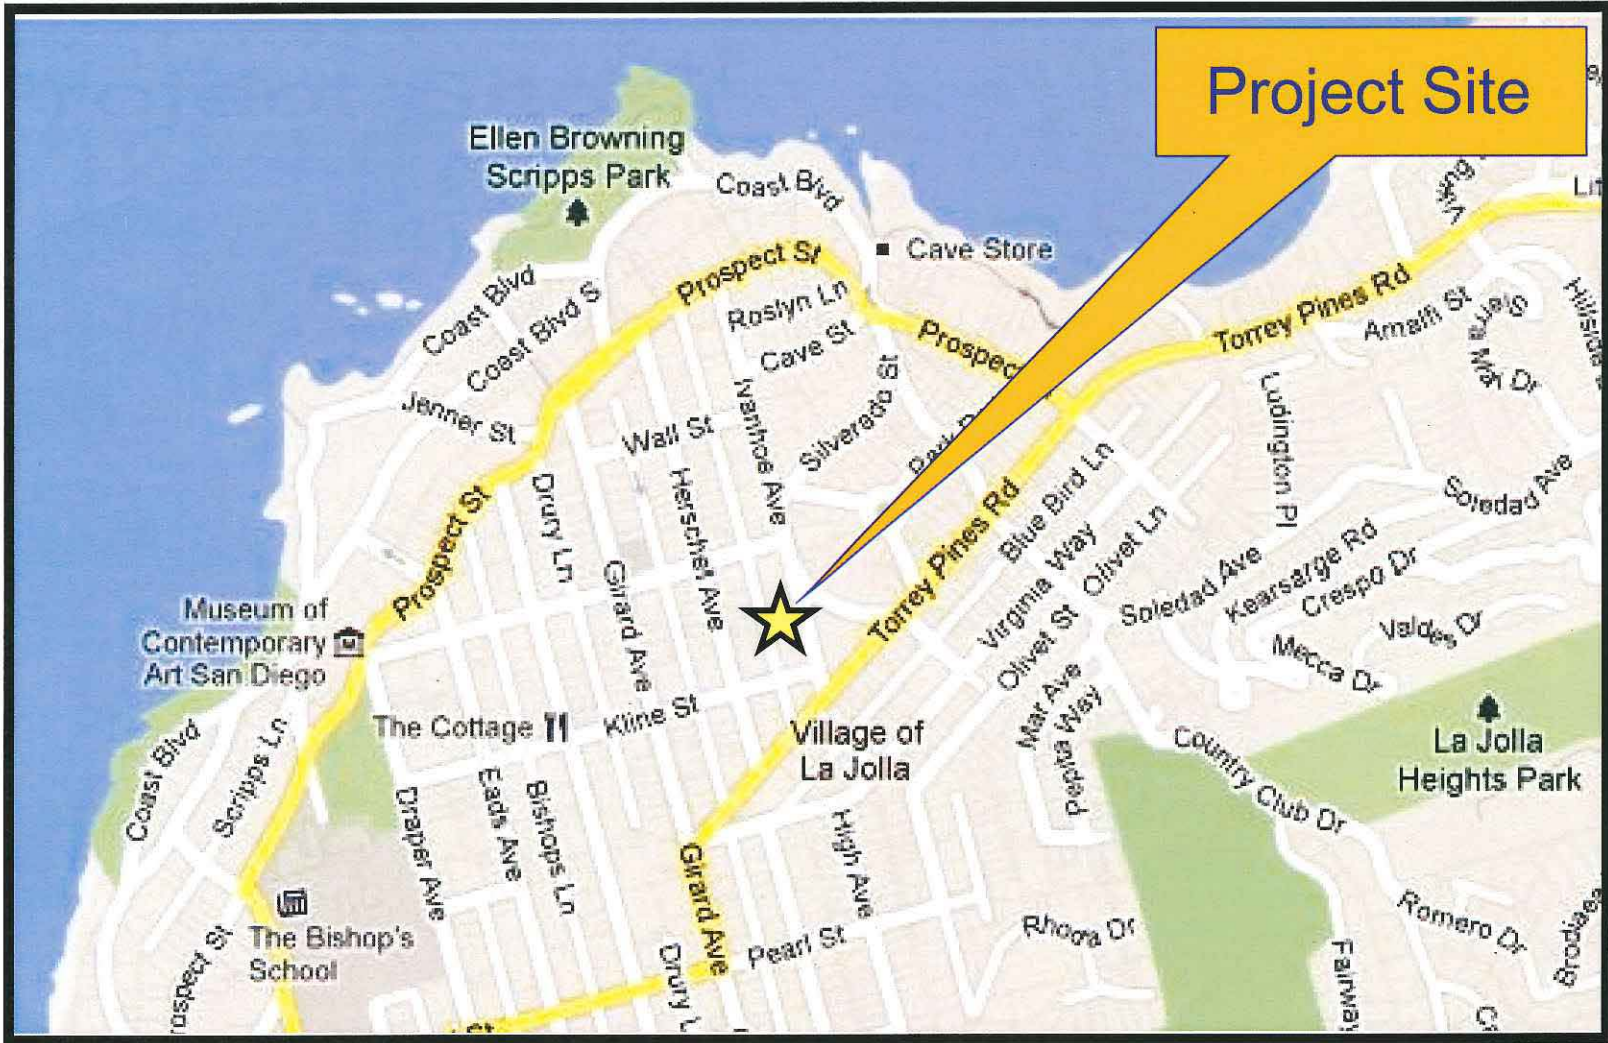 Project Site
Ellen Browning
Scripps Park
Coast Blvd
Cave Store
Prospect St
Roslyn Ln
Cave St
Prospect
Torrey Pines Rd
Amalfi St
Coast Blvd
Coast Blvd S
Jenner St
Wall St
Ivanhoe Ave
Silverado St
Ludington Pl
Soledad Ave
Prospect St
Drury Ln
Herschel Ave
Girard Ave
Torrey Pines Rd
Blue Bird Ln
Virginia Way
Olivet Ln
Olivet St
Soledad Ave
Kearsarge Rd
Crespo Dr
Valdes Dr
Mecca Dr
Museum of
Contemporary
Art San Diego
The Cottage
Kline St
Village of
La Jolla
Mar Ave
Pepita Way
La Jolla
Heights Park
Country Club Dr
Coast Blvd
Scripps Ln
Draper Ave
Eads Ave
Bishops Ln
High Ave
Girard Ave
Pearl St
Rhoda Dr
Romero Dr
Fairway
The Bishop's
School
rospect St
Drury L
St